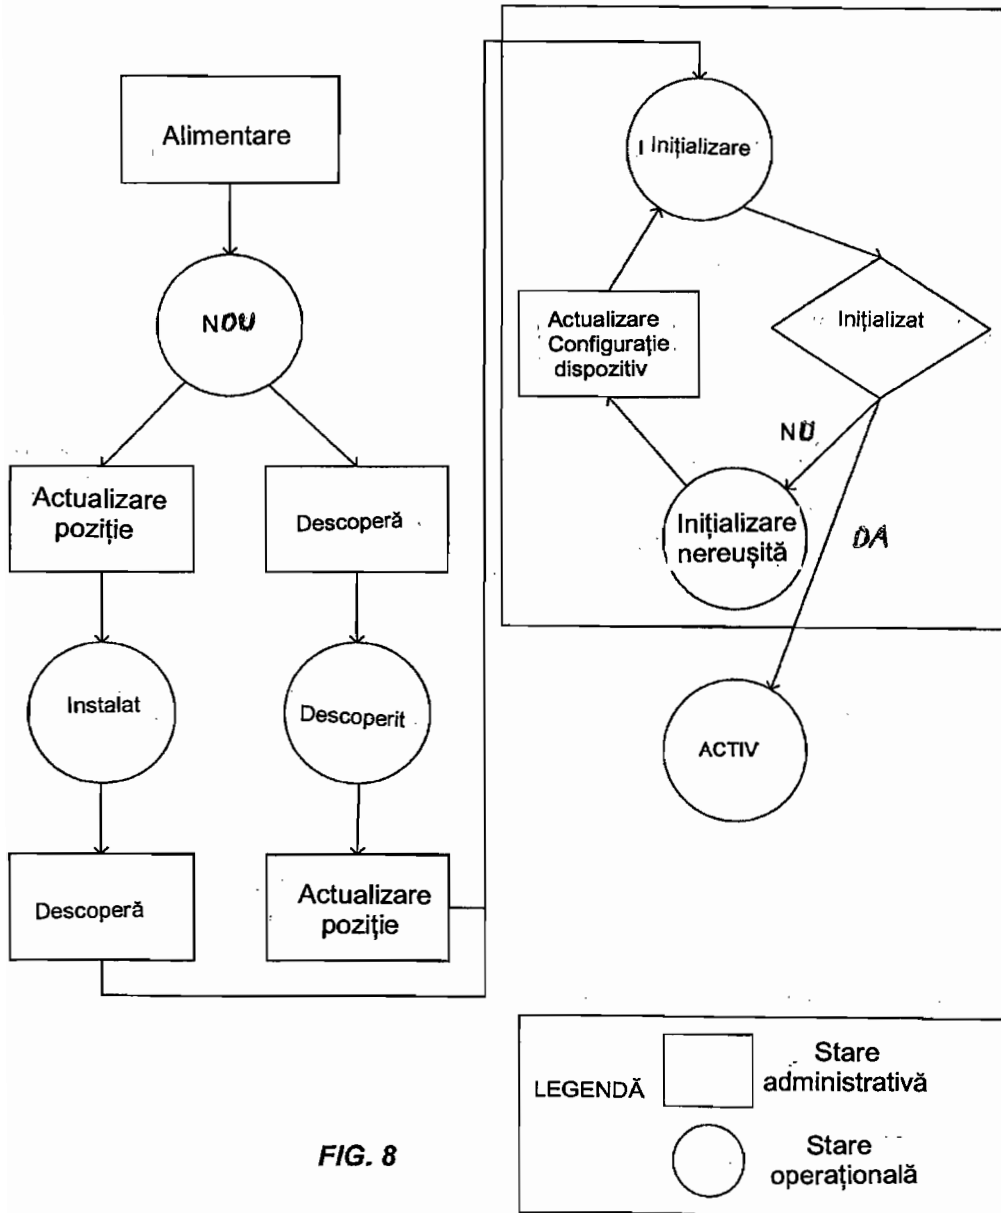 Alimentare
NOU
Actualizare
poziție
Descoperă
Instalat
Descoperit
Descoperă
Actualizare
poziție
Inițializare
Inițializat
Actualizare
Configurație
dispozitiv
NU
Inițializare
nereușită
DA
ACTIV
LEGENDĂ
Stare
administrativă
Stare
operațională
FIG. 8